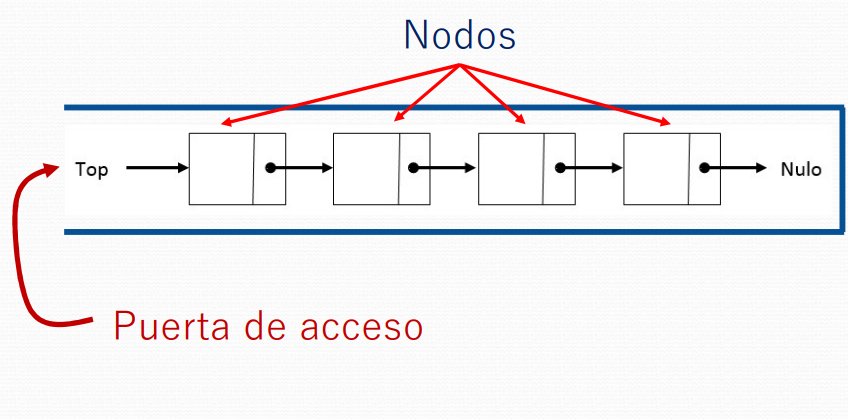 Nodos
Top
Nulo
Puerta de acceso